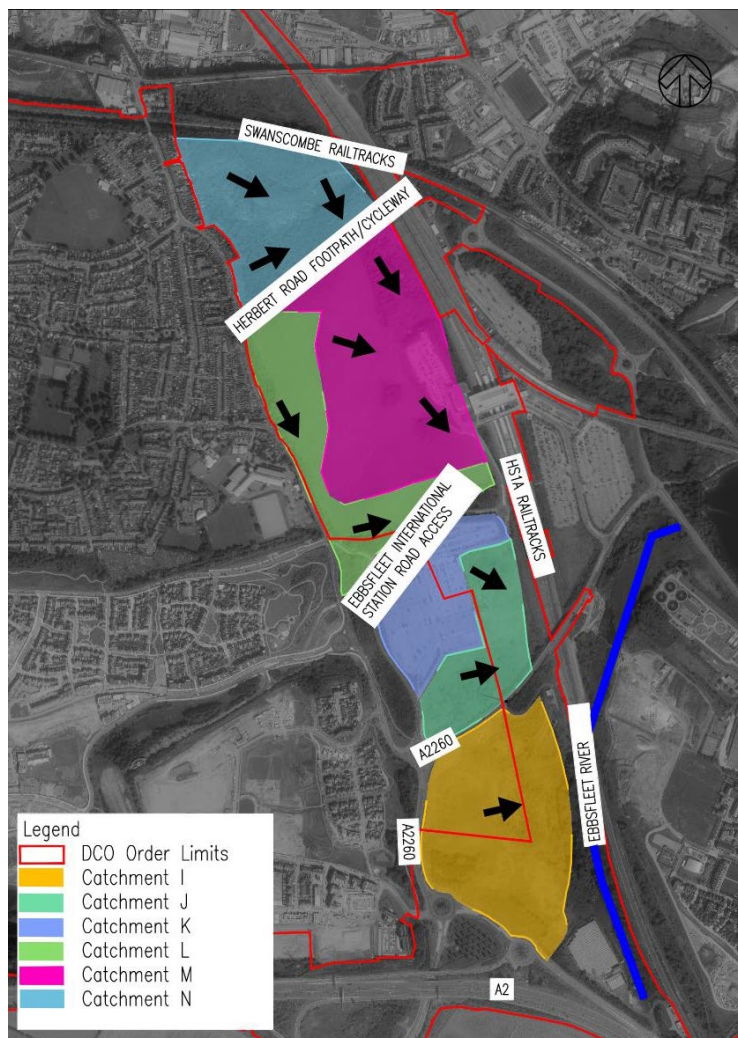 SWANSCOMBE RAILTRACKS
HERBERT ROAD FOOTPATH/CYCLEWAY
EBBSFLEET INTERNATIONAL
STATION ROAD ACCESS
HS1A RAILTRACKS
A2260
A2260
EBBSFLEET RIVER
A2
Legend
DCO Order Limits
Catchment I
Catchment J
Catchment K
Catchment L
Catchment M
Catchment N